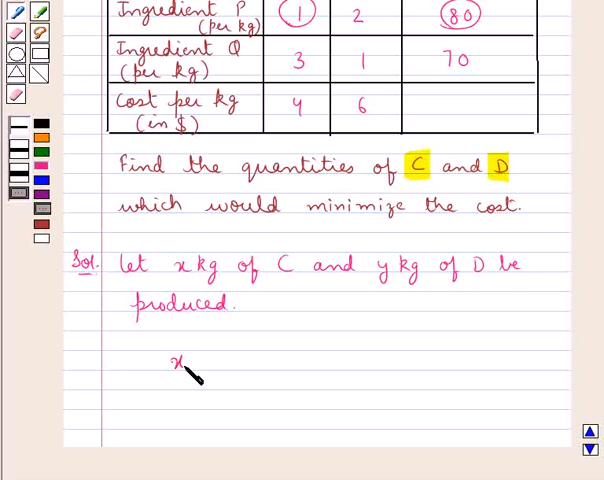 Ingredient P 1 2 80
(per kg)
Ingredient Q 3 1 70
(per kg)
Cost per kg 4 6
(in $)
Find the quantities of C and D
which would minimize the cost.
Sol. Let x kg of C and y kg of D be
produced.
x